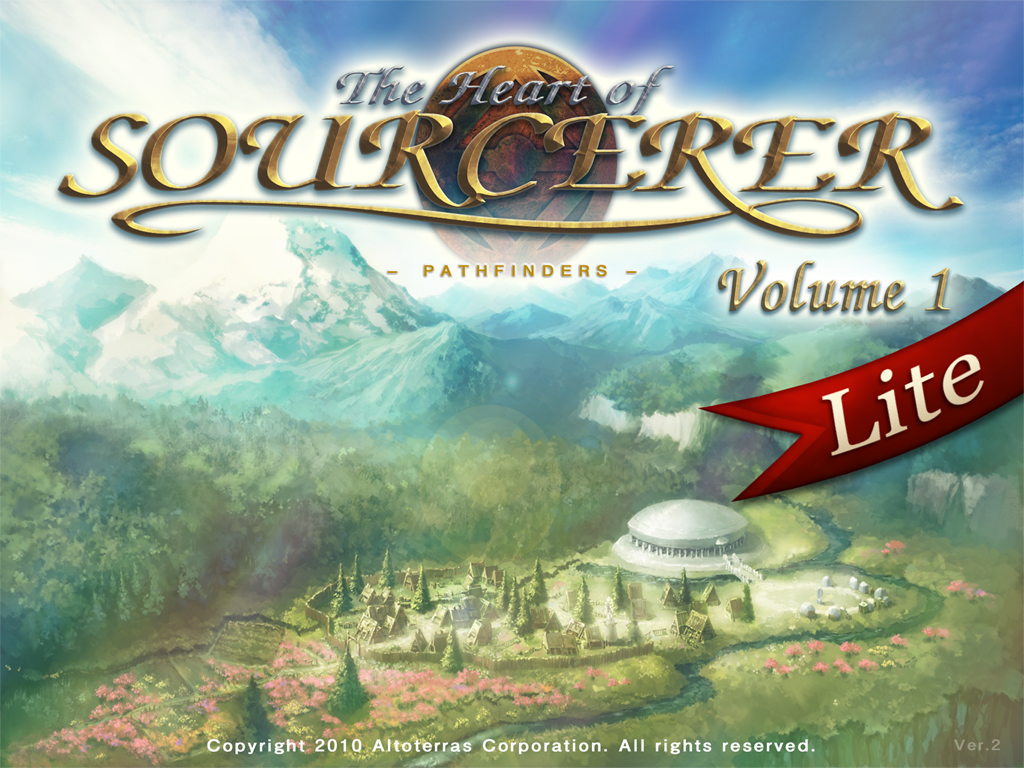 The Heart of
SOURCERER
– PATHFINDERS –
Volume 1
Lite
Copyright 2010 Altoterras Corporation. All rights reserved.
Ver.2